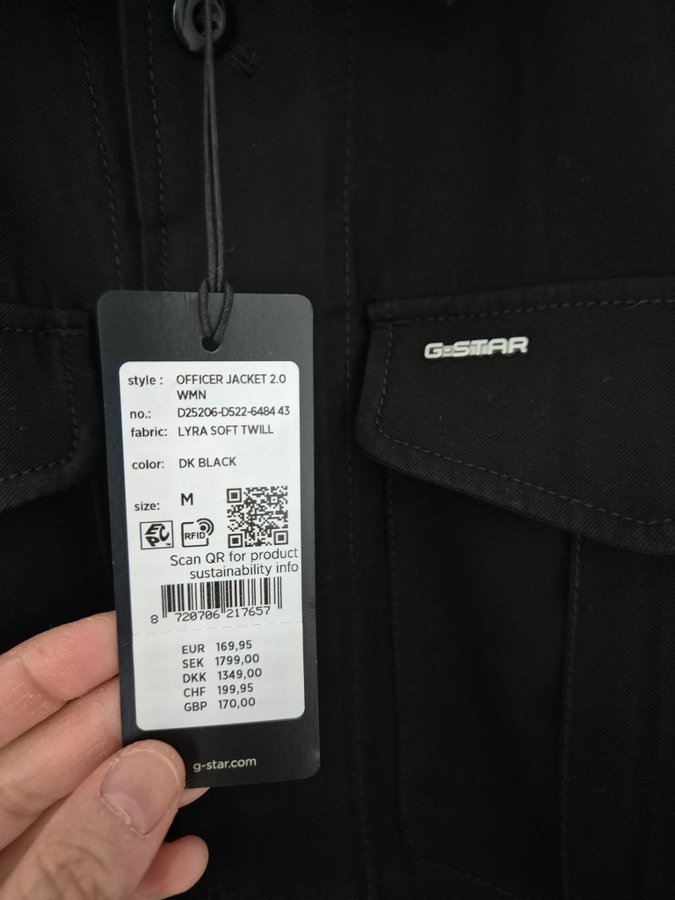 G-STAR
style : OFFICER JACKET 2.0
WMN
no.: D25206-D522-6484 43
fabric: LYRA SOFT TWILL
color: DK BLACK
size: M
EPC RFID
Scan QR for product
sustainability info
8 720706 217657
EUR 169,95
SEK 1799,00
DKK 1349,00
CHF 199,95
GBP 170,00
g-star.com